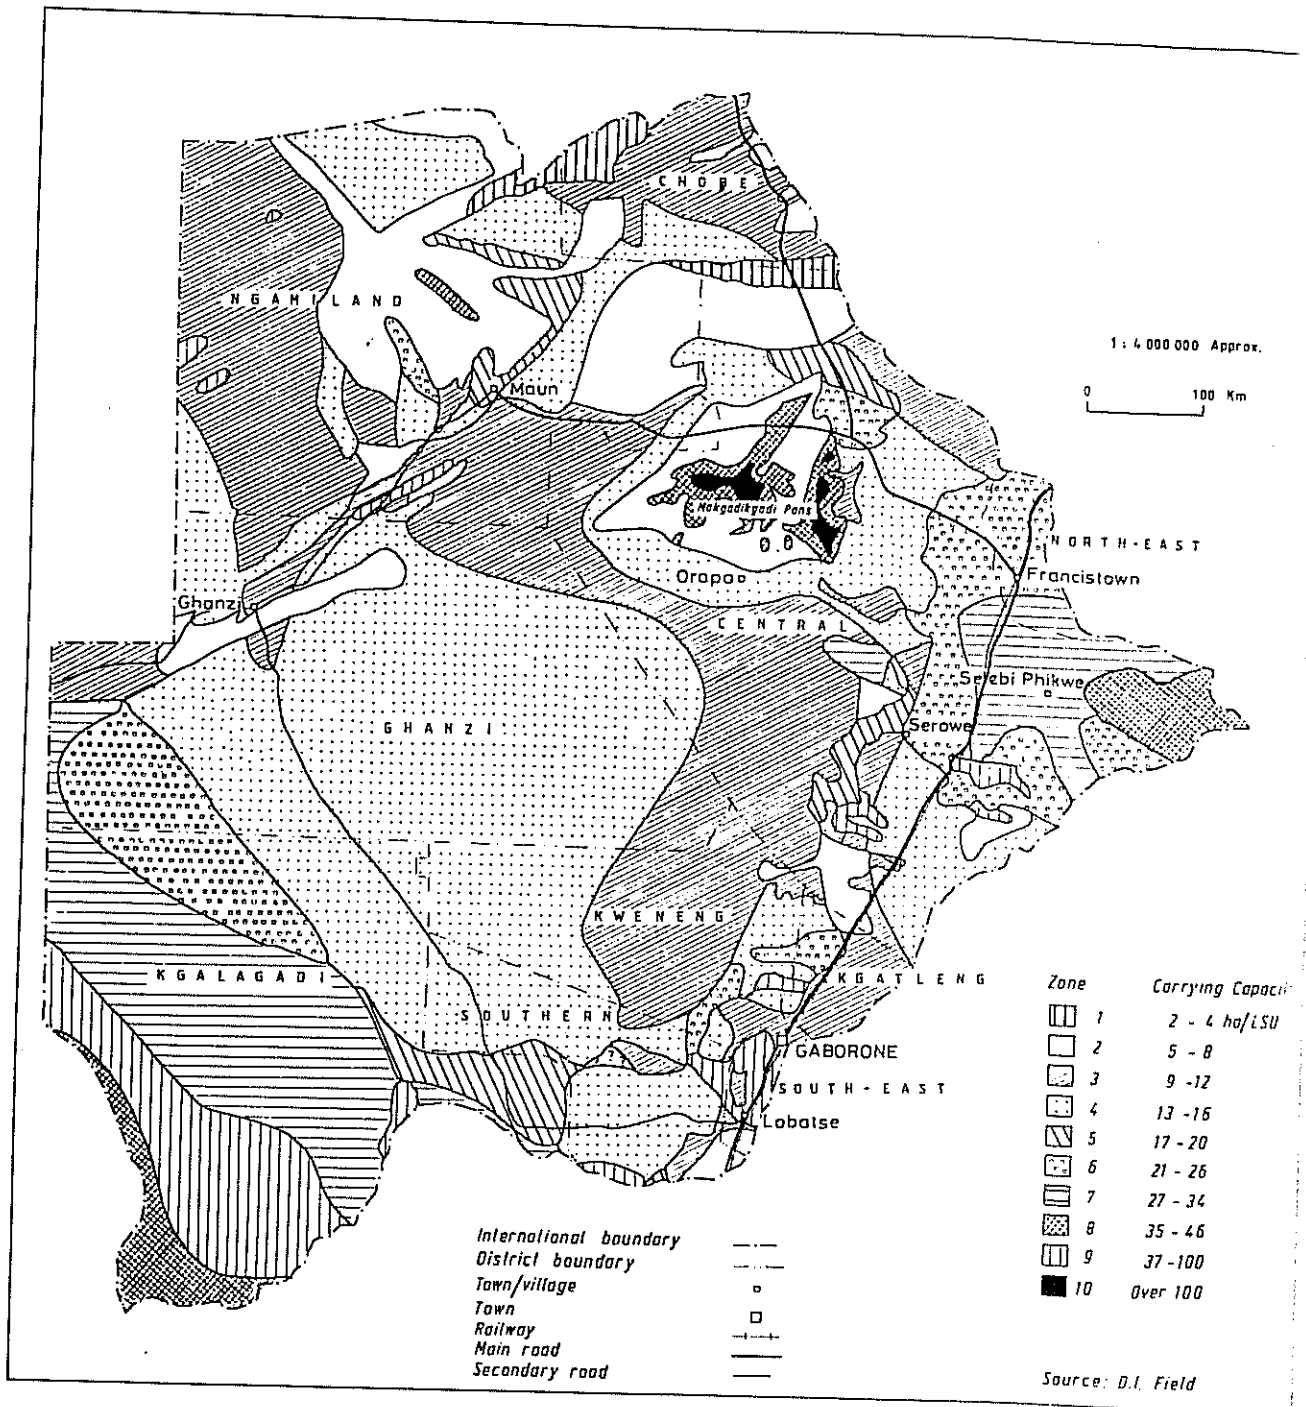 CHOBE
NGAMILAND
1 : 4 000 000 Approx.
0 100 Km
Maun
Makgadikgadi Pans
NORTH-EAST
Orapa
Francistown
Ghanzi
CENTRAL
Selebi Phikwe
GHANZI
Serowe
KWENENG
KGALAGADI
KGATLENG
SOUTHERN
GABORONE
SOUTH-EAST
Lobatse
Zone Carrying Capaci
1 2 - 4 ha/LSU
2 5 - 8
3 9 -12
4 13 -16
5 17 - 20
6 21 - 26
7 27 - 34
8 35 - 46
9 37 -100
10 Over 100
International boundary
District boundary
Town/village
Town
Railway
Main road
Secondary road
Source: D.I. Field